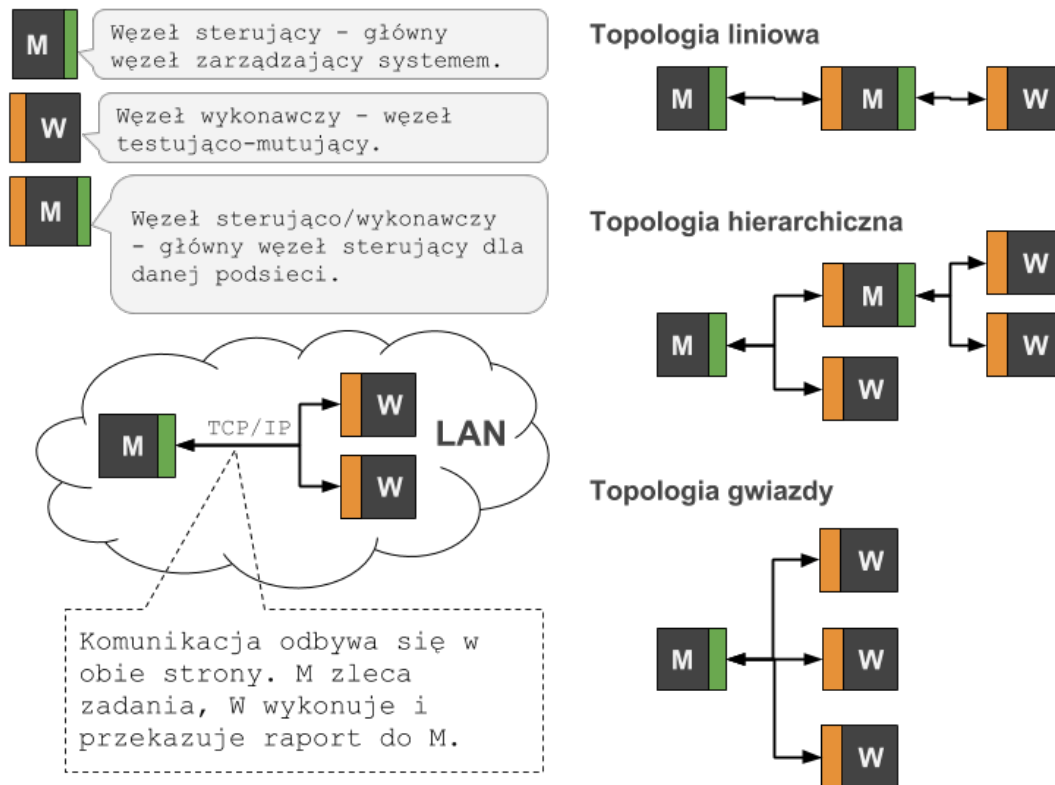 M
Węzeł sterujący - główny
węzeł zarządzający systemem.
W
Węzeł wykonawczy - węzeł
testująco-mutujący.
M
Węzeł sterująco/wykonawczy
- główny węzeł sterujący dla
danej podsieci.
M
TCP/IP
W
W
LAN
Komunikacja odbywa się w
obie strony. M zleca
zadania, W wykonuje i
przekazuje raport do M.
Topologia liniowa
M
M
W
Topologia hierarchiczna
M
M
W
W
W
Topologia gwiazdy
M
W
W
W